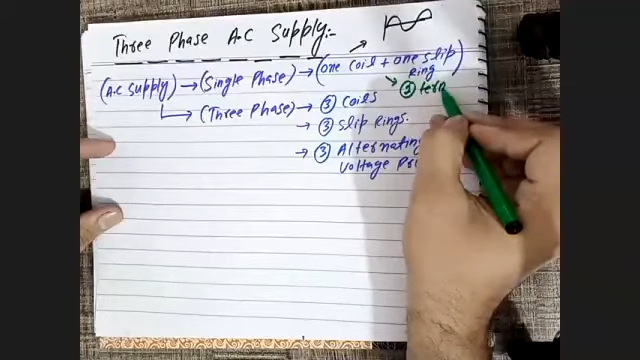 Three Phase A.C Supply:-
(A.C Supply) → (Single Phase) → (one coil + one slip
Ring)
③ tern
↳ (Three Phase) → ③ coils
→ ③ Slip Rings.
→ ③ Alternating
Voltage